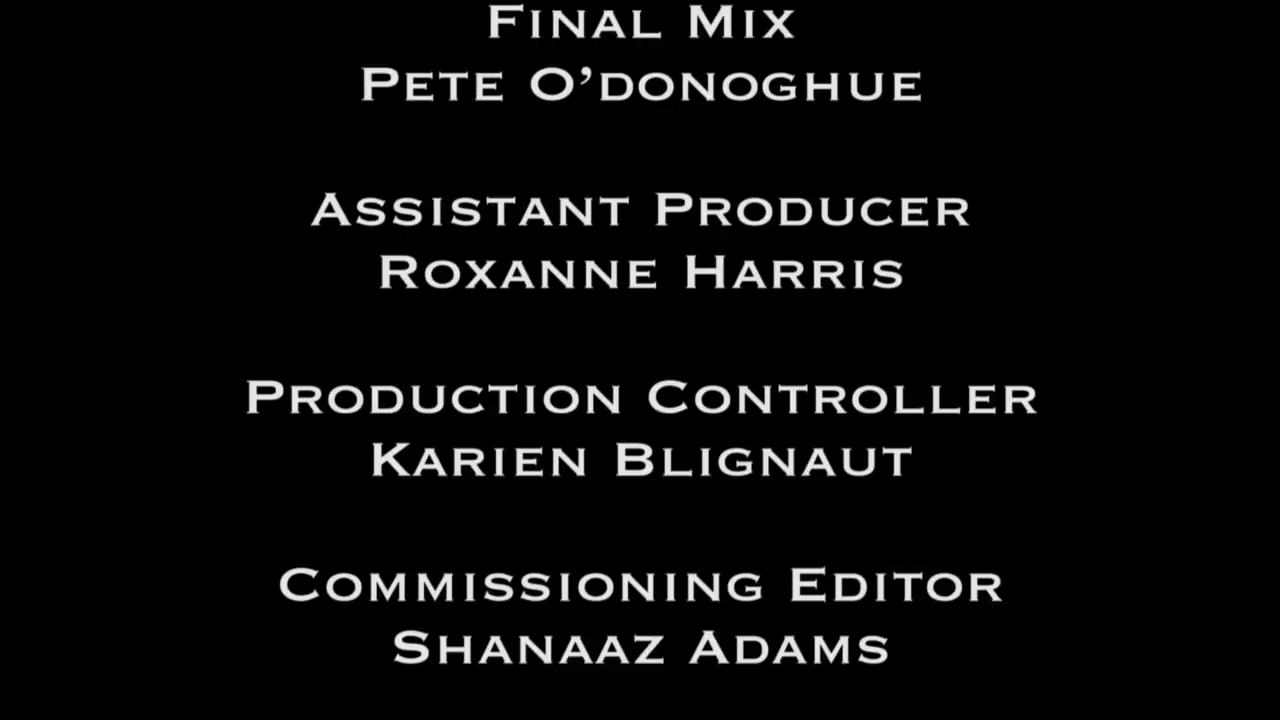 Final Mix
Pete O’donoghue
Assistant Producer
Roxanne Harris
Production Controller
Karien Blignaut
Commissioning Editor
Shanaaz Adams